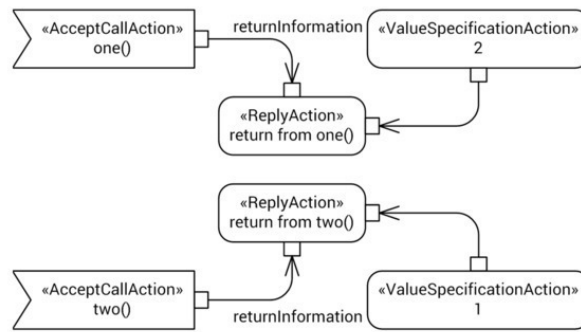 «AcceptCallAction»
one()
returnInformation
«ValueSpecificationAction»
2
«ReplyAction»
return from one()
«ReplyAction»
return from two()
«AcceptCallAction»
two()
returnInformation
«ValueSpecificationAction»
1